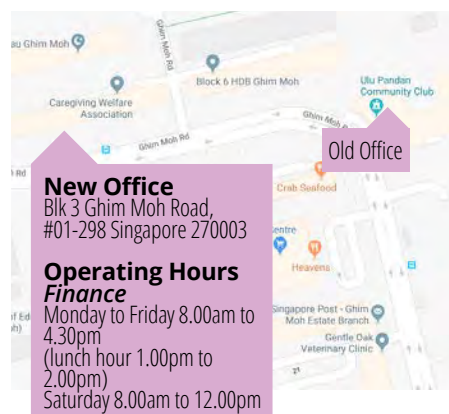 au Ghim Moh
Ghim Moh Rd
Block 6 HDB Ghim Moh
Ulu Pandan
Community Club
Caregiving Welfare
Association
Ghim Moh R
Ghim Moh Rd
Old Office
Rd
New Office
Blk 3 Ghim Moh Road,
#01-298 Singapore 270003
Crab Seafood
entre
Heavens
Operating Hours
Finance
Monday to Friday 8.00am to
4.30pm
(lunch hour 1.00pm to
2.00pm)
Saturday 8.00am to 12.00pm
f Ed
h)
Singapore Post - Ghim
Moh Estate Branch
Gentle Oak
Veterinary Clinic